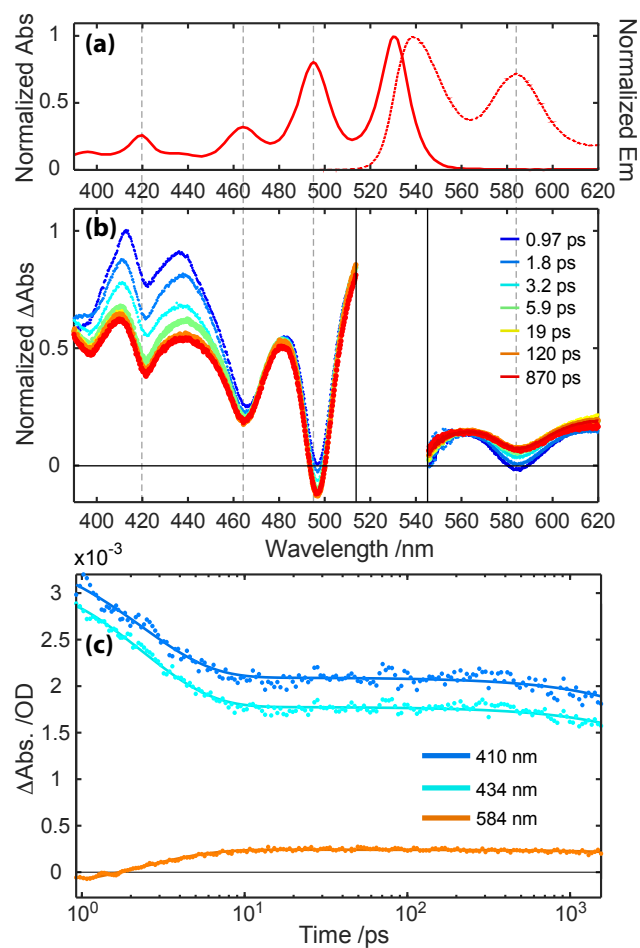 Normalized Abs
Normalized Em
(a)
1
0.5
0
400 420 440 460 480 500 520 540 560 580 600 620
(b)
Normalized ΔAbs
1
0.5
0
0.97 ps
1.8 ps
3.2 ps
5.9 ps
19 ps
120 ps
870 ps
400 420 440 460 480 500 520 540 560 580 600 620
Wavelength /nm
x10⁻³
(c)
ΔAbs. /OD
3
2.5
2
1.5
1
0.5
0
410 nm
434 nm
584 nm
10⁰ 10¹ 10² 10³
Time /ps